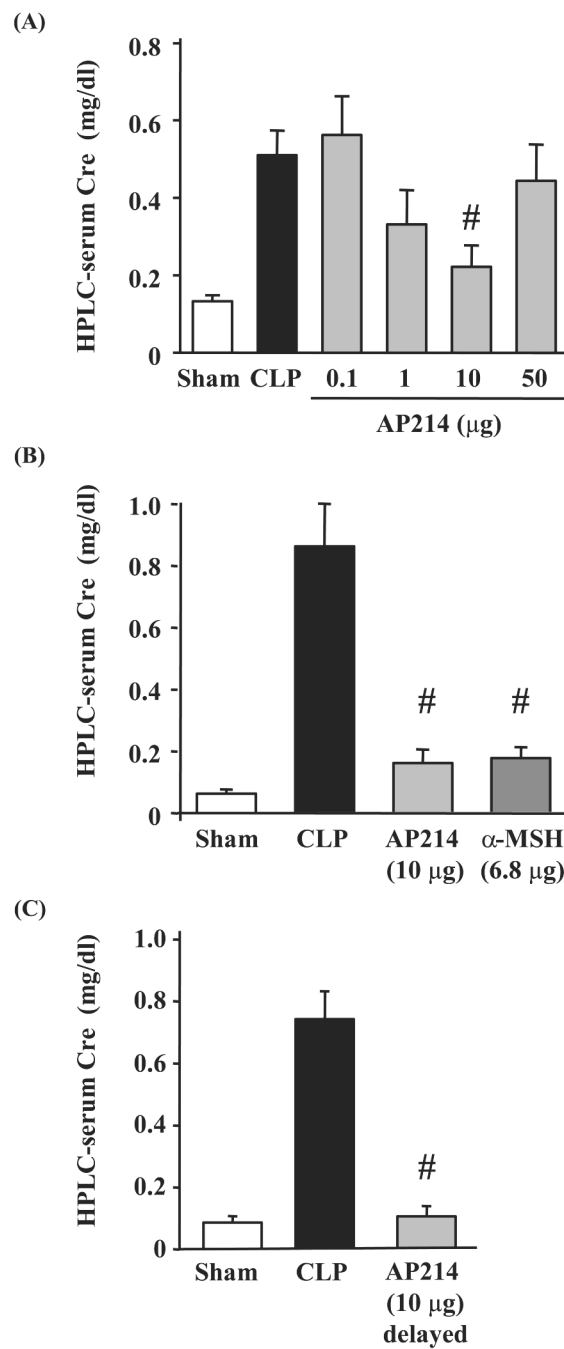 (A)
HPLC-serum Cre (mg/dl)
0.8
0.6
0.4
0.2
0
#
Sham CLP 0.1 1 10 50
AP214 (μg)
(B)
HPLC-serum Cre (mg/dl)
1.0
0.8
0.6
0.4
0.2
0
# #
Sham CLP AP214 α-MSH
(10 μg) (6.8 μg)
(C)
HPLC-serum Cre (mg/dl)
1.0
0.8
0.6
0.4
0.2
0
#
Sham CLP AP214
(10 μg)
delayed